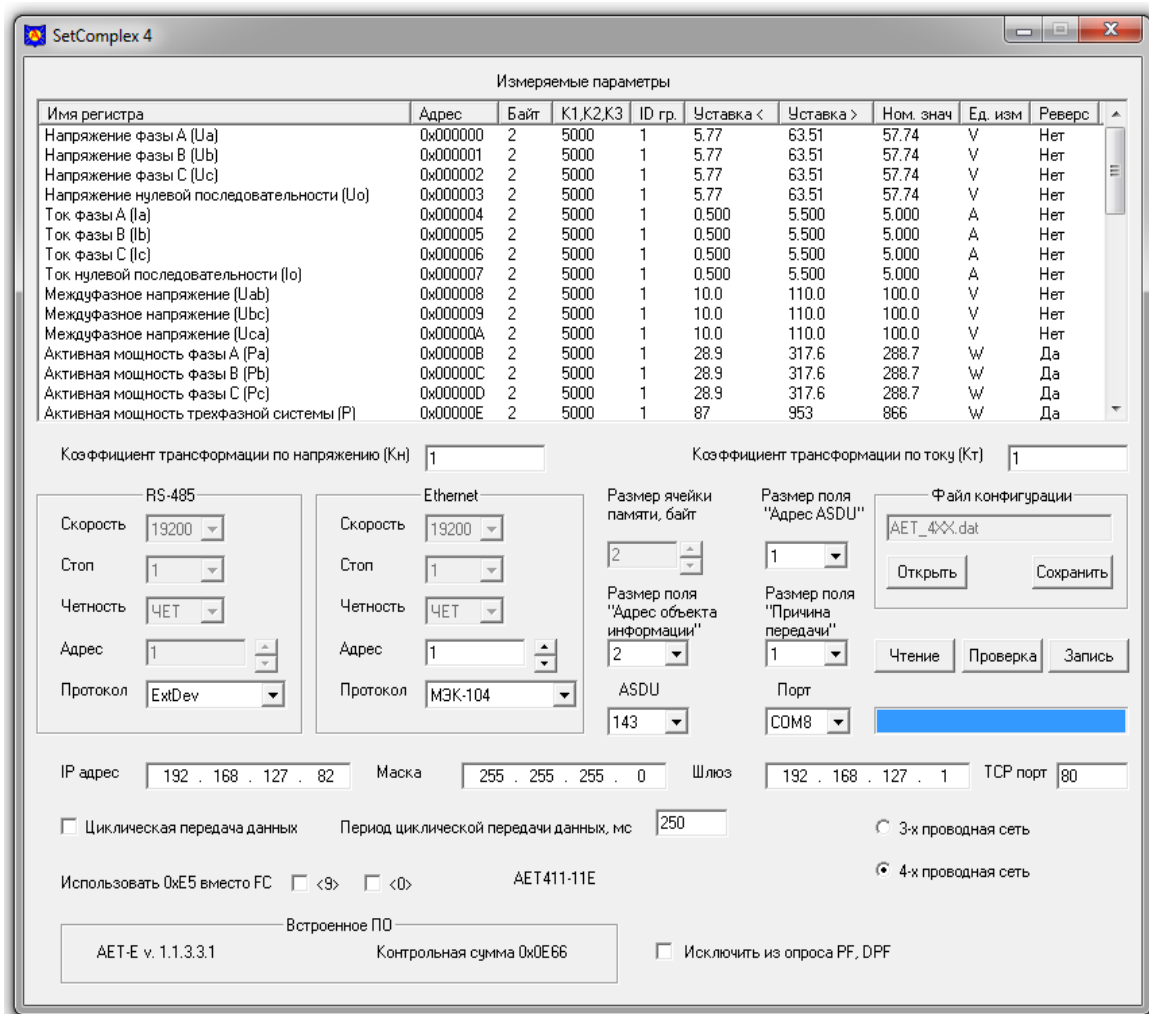 SetComplex 4
Измеряемые параметры
Имя регистра Адрес Байт K1,K2,K3 ID гр. Уставка < Уставка > Ном. знач Ед. изм Реверс
Напряжение фазы A (Ua) 0x000000 2 5000 1 5.77 63.51 57.74 V Нет
Напряжение фазы B (Ub) 0x000001 2 5000 1 5.77 63.51 57.74 V Нет
Напряжение фазы C (Uc) 0x000002 2 5000 1 5.77 63.51 57.74 V Нет
Напряжение нулевой последовательности (Uo) 0x000003 2 5000 1 5.77 63.51 57.74 V Нет
Ток фазы A (Ia) 0x000004 2 5000 1 0.500 5.500 5.000 A Нет
Ток фазы B (Ib) 0x000005 2 5000 1 0.500 5.500 5.000 A Нет
Ток фазы C (Ic) 0x000006 2 5000 1 0.500 5.500 5.000 A Нет
Ток нулевой последовательности (Io) 0x000007 2 5000 1 0.500 5.500 5.000 A Нет
Междуфазное напряжение (Uab) 0x000008 2 5000 1 10.0 110.0 100.0 V Нет
Междуфазное напряжение (Ubc) 0x000009 2 5000 1 10.0 110.0 100.0 V Нет
Междуфазное напряжение (Uca) 0x00000A 2 5000 1 10.0 110.0 100.0 V Нет
Активная мощность фазы A (Pa) 0x00000B 2 5000 1 28.9 317.6 288.7 W Да
Активная мощность фазы B (Pb) 0x00000C 2 5000 1 28.9 317.6 288.7 W Да
Активная мощность фазы C (Pc) 0x00000D 2 5000 1 28.9 317.6 288.7 W Да
Активная мощность трехфазной системы (P) 0x00000E 2 5000 1 87 953 866 W Да
Коэффициент трансформации по напряжению (Кн) 1 Коэффициент трансформации по току (Кт) 1
RS-485
Скорость 19200
Стоп 1
Четность ЧЕТ
Адрес 1
Протокол ExtDev
Ethernet
Скорость 19200
Стоп 1
Четность ЧЕТ
Адрес 1
Протокол МЭК-104
Размер ячейки
памяти, байт
2
Размер поля
"Адрес объекта
информации"
2
ASDU
143
Размер поля
"Адрес ASDU"
1
Размер поля
"Причина
передачи"
1
Порт
COM8
Файл конфигурации
AET_4XX.dat
Открыть Сохранить
Чтение Проверка Запись
IP адрес 192 . 168 . 127 . 82 Маска 255 . 255 . 255 . 0 Шлюз 192 . 168 . 127 . 1 TCP порт 80
Циклическая передача данных Период циклической передачи данных, мс 250 3-х проводная сеть
Использовать 0xE5 вместо FC <9> <0> AET411-11E 4-х проводная сеть
Встроенное ПО
AET-E v. 1.1.3.3.1 Контрольная сумма 0x0E66
Исключить из опроса PF, DPF